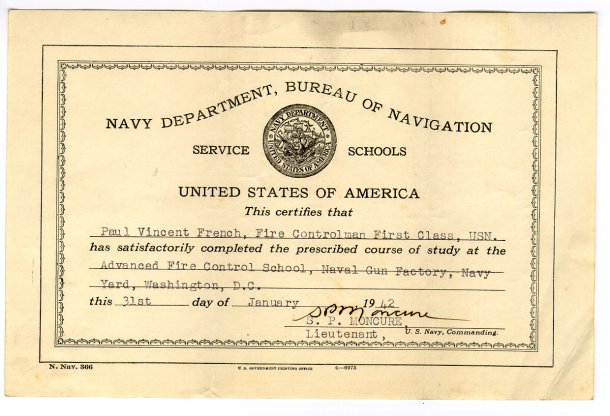 NAVY DEPARTMENT, BUREAU OF NAVIGATION
NAVY DEPARTMENT
UNITED STATES OF AMERICA
SERVICE SCHOOLS
UNITED STATES OF AMERICA
This certifies that
Paul Vincent French, Fire Controlman First Class, USN.
has satisfactorily completed the prescribed course of study at the
Advanced Fire Control School, Naval Gun Factory, Navy
Yard, Washington, D.C.
this 31st day of January 1942
S P Moncure
S. P. MONCURE
Lieutenant, U. S. Navy, Commanding.
N. Nav. 366 U. S. GOVERNMENT PRINTING OFFICE 6—6975